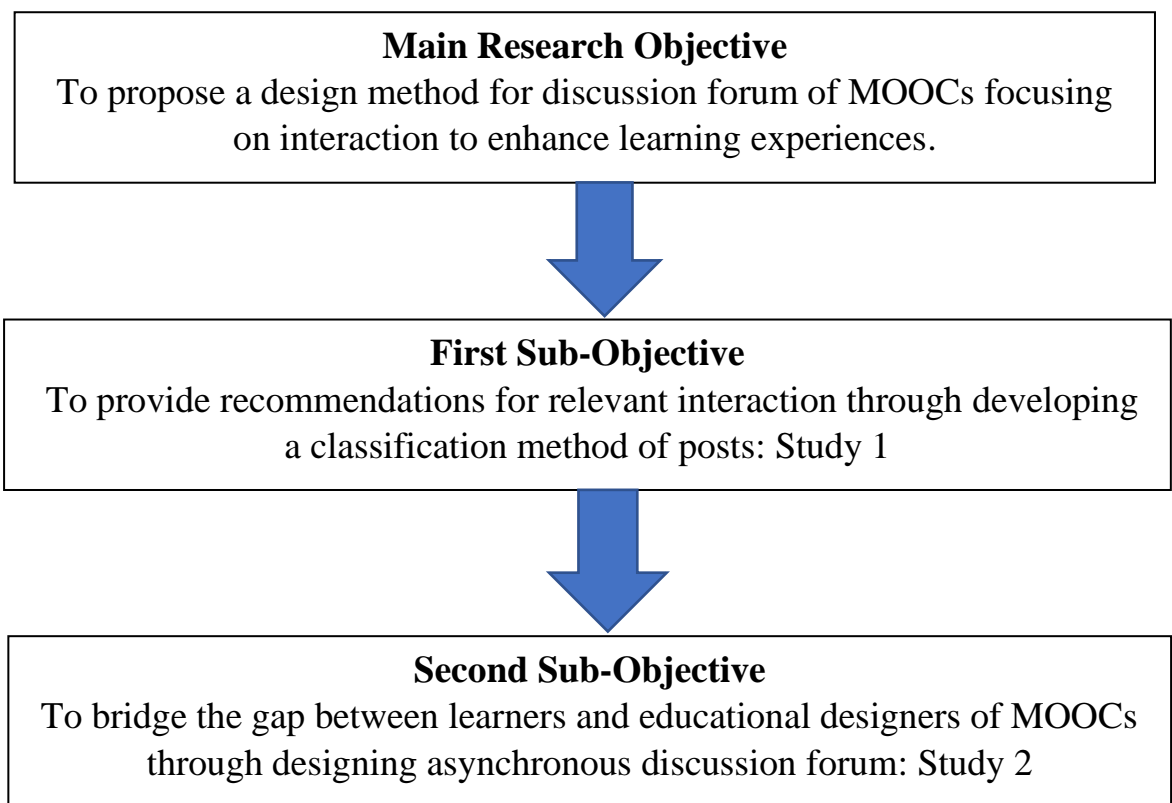 Main Research Objective
To propose a design method for discussion forum of MOOCs focusing
on interaction to enhance learning experiences.
First Sub-Objective
To provide recommendations for relevant interaction through developing
a classification method of posts: Study 1
Second Sub-Objective
To bridge the gap between learners and educational designers of MOOCs
through designing asynchronous discussion forum: Study 2